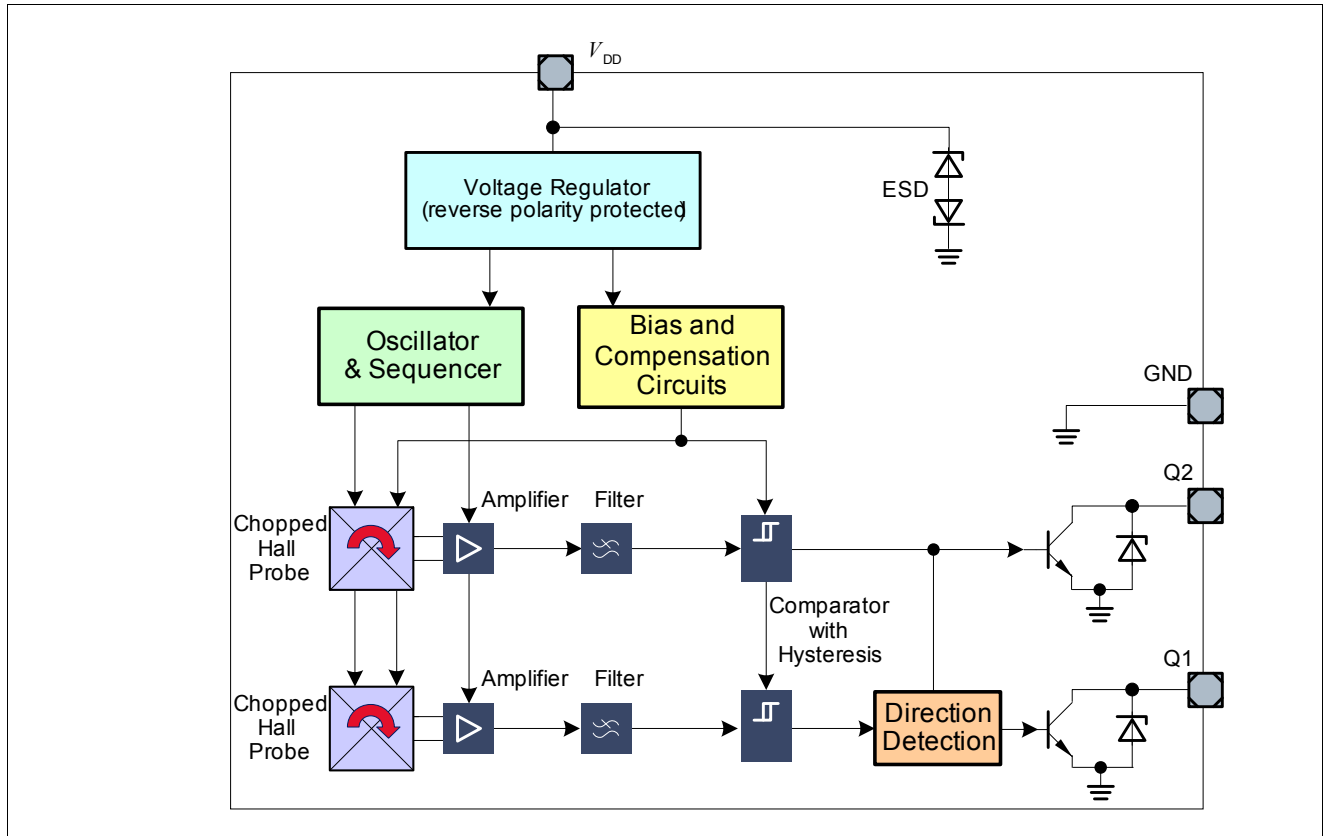 VDD
Voltage Regulator
(reverse polarity protected)
ESD
Oscillator
& Sequencer
Bias and
Compensation
Circuits
GND
Q2
Amplifier
Filter
Chopped
Hall
Probe
Comparator
with
Hysteresis
Q1
Amplifier
Filter
Chopped
Hall
Probe
Direction
Detection